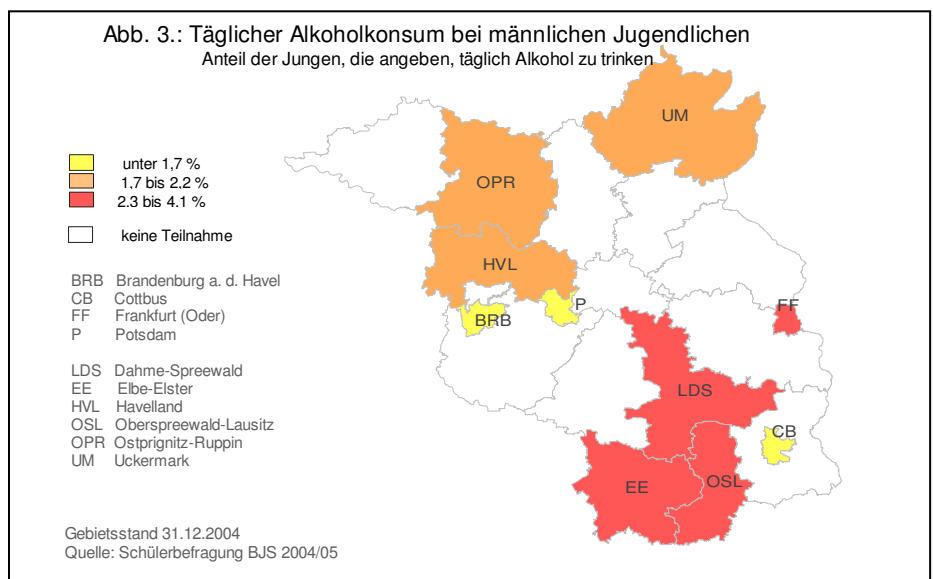 Abb. 3.: Täglicher Alkoholkonsum bei männlichen Jugendlichen
Anteil der Jungen, die angeben, täglich Alkohol zu trinken
unter 1,7 %
1.7 bis 2.2 %
2.3 bis 4.1 %
keine Teilnahme
BRB Brandenburg a. d. Havel
CB Cottbus
FF Frankfurt (Oder)
P Potsdam
LDS Dahme-Spreewald
EE Elbe-Elster
HVL Havelland
OSL Oberspreewald-Lausitz
OPR Ostprignitz-Ruppin
UM Uckermark
UM
OPR
HVL
P
BRB
FF
LDS
CB
EE
OSL
Gebietsstand 31.12.2004
Quelle: Schülerbefragung BJS 2004/05